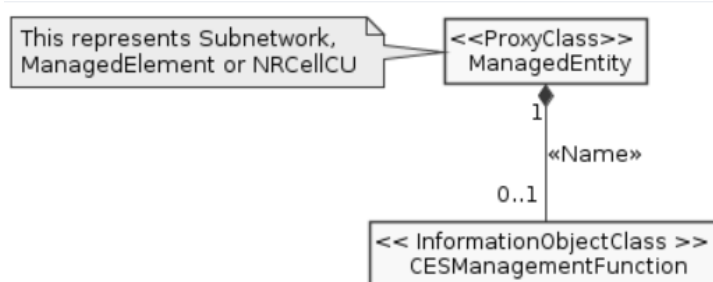 This represents Subnetwork,
ManagedElement or NRCellCU
<<ProxyClass>>
ManagedEntity
1
«Name»
0..1
<< InformationObjectClass >>
CESManagementFunction